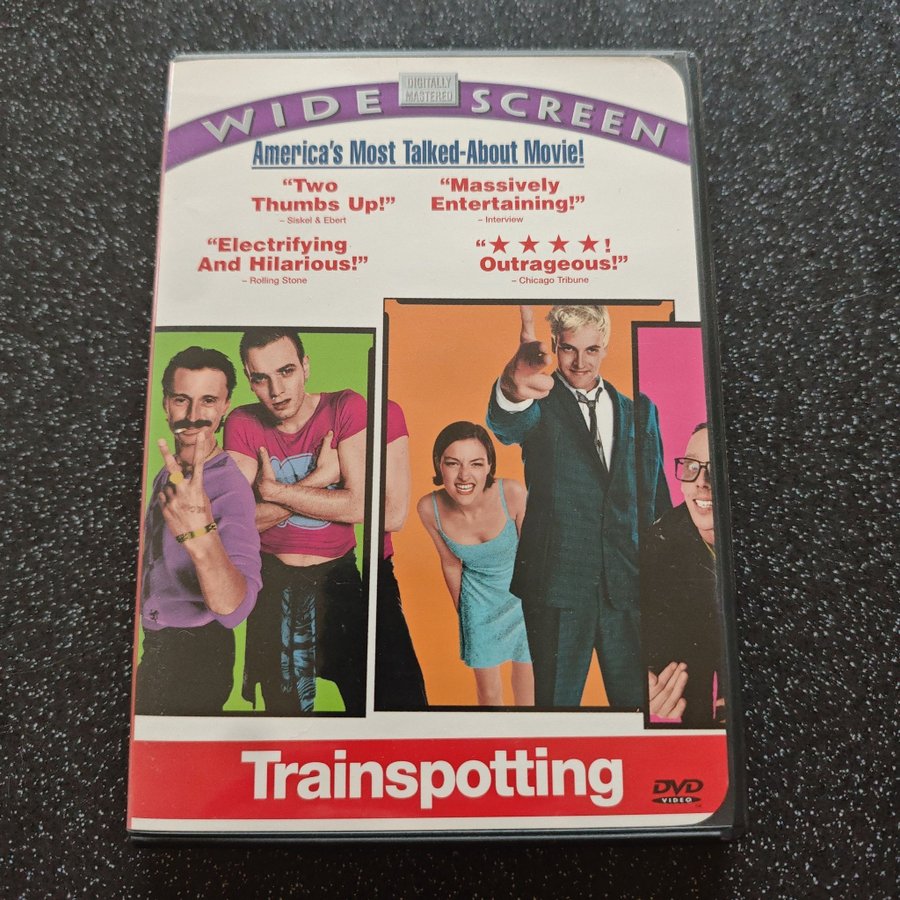 DIGITALLY
MASTERED
WIDE SCREEN
America's Most Talked-About Movie!
“Two
Thumbs Up!”
– Siskel & Ebert
“Massively
Entertaining!”
– Interview
“Electrifying
And Hilarious!”
– Rolling Stone
“★ ★ ★ ★!
Outrageous!”
– Chicago Tribune
Trainspotting
DVD
VIDEO